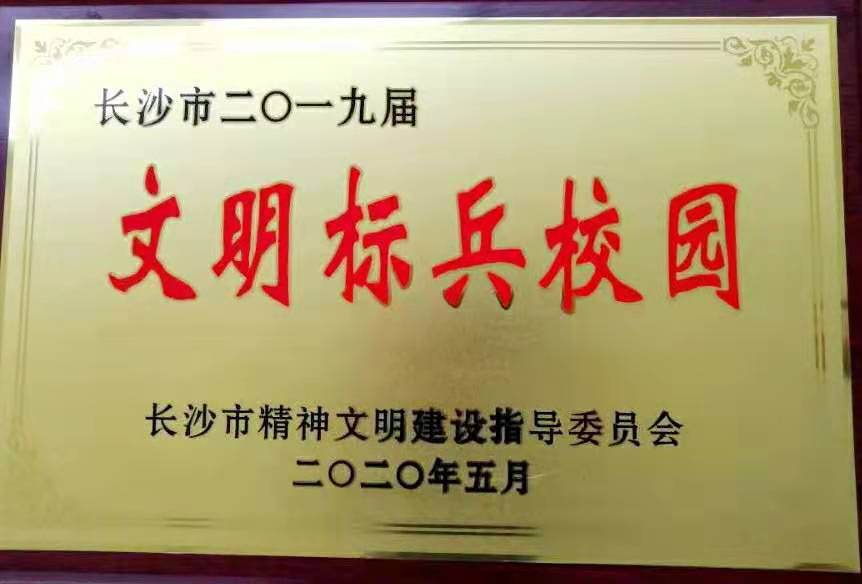 长沙市二〇一九届
文明标兵校园
长沙市精神文明建设指导委员会
二〇二〇年五月